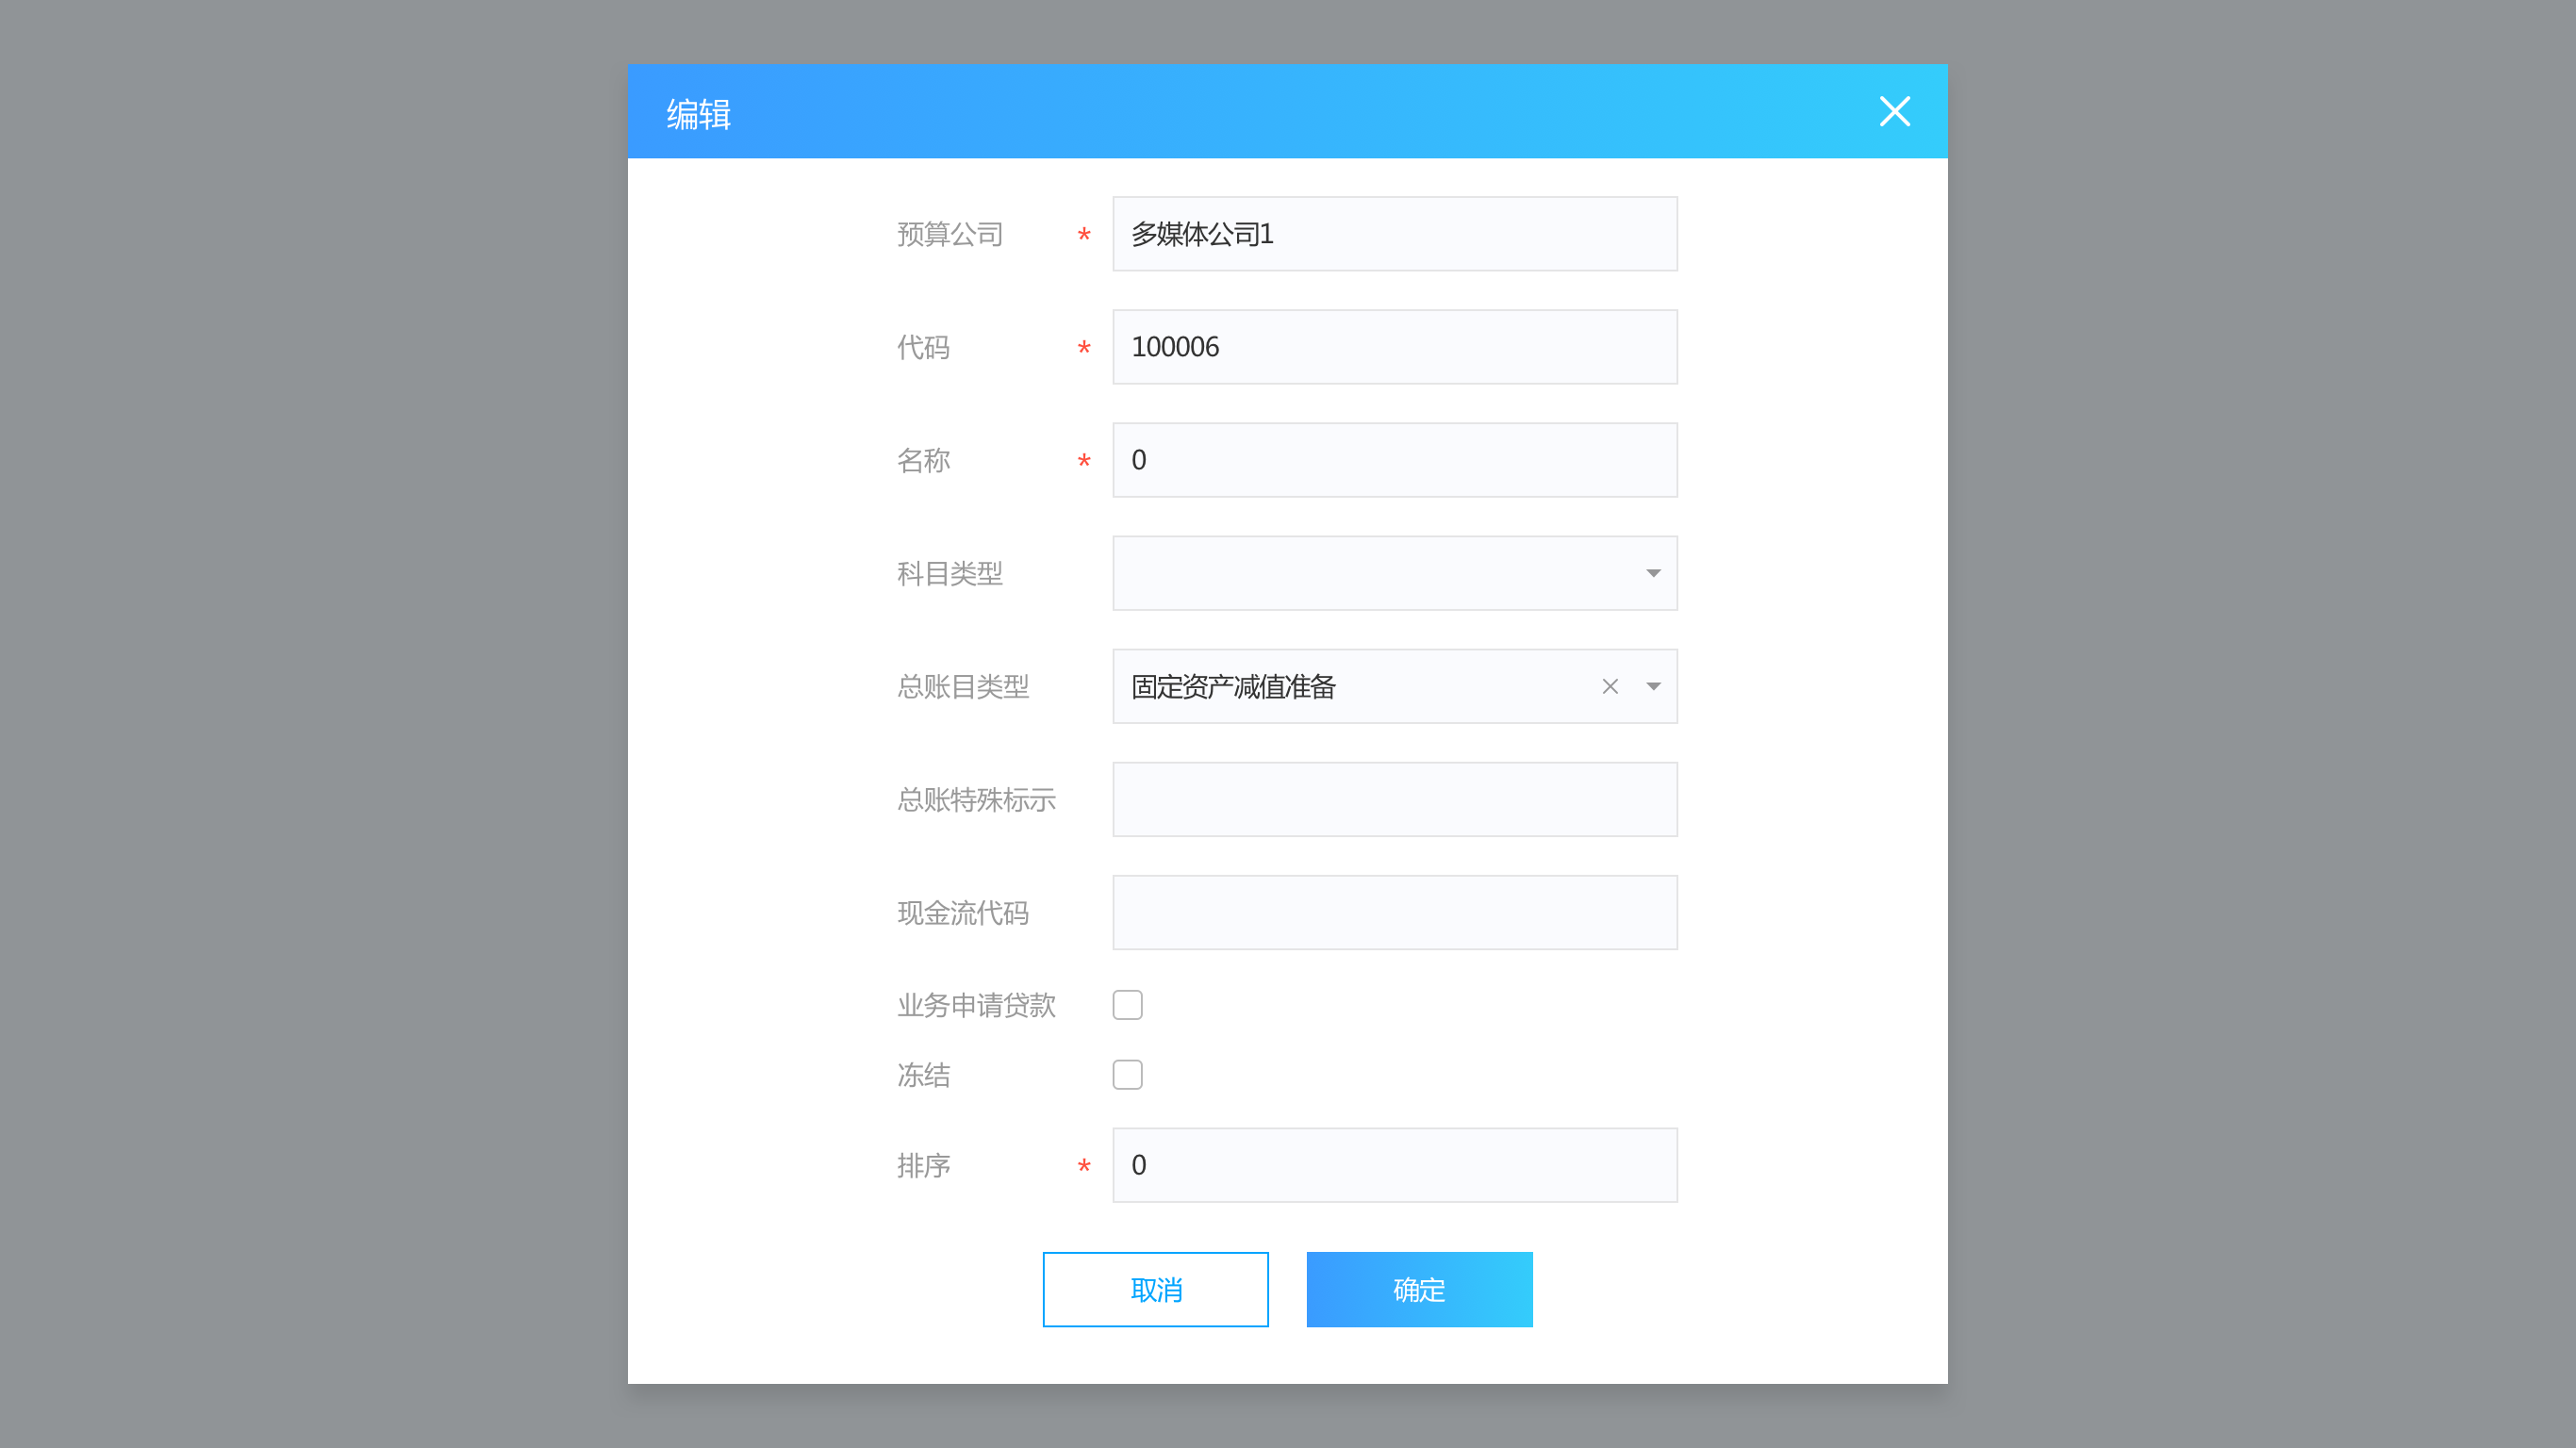 编辑
预算公司 * 多媒体公司1
代码 * 100006
名称 * 0
科目类型
总账目类型 固定资产减值准备
总账特殊标示
现金流代码
业务申请贷款
冻结
排序 * 0
取消 确定